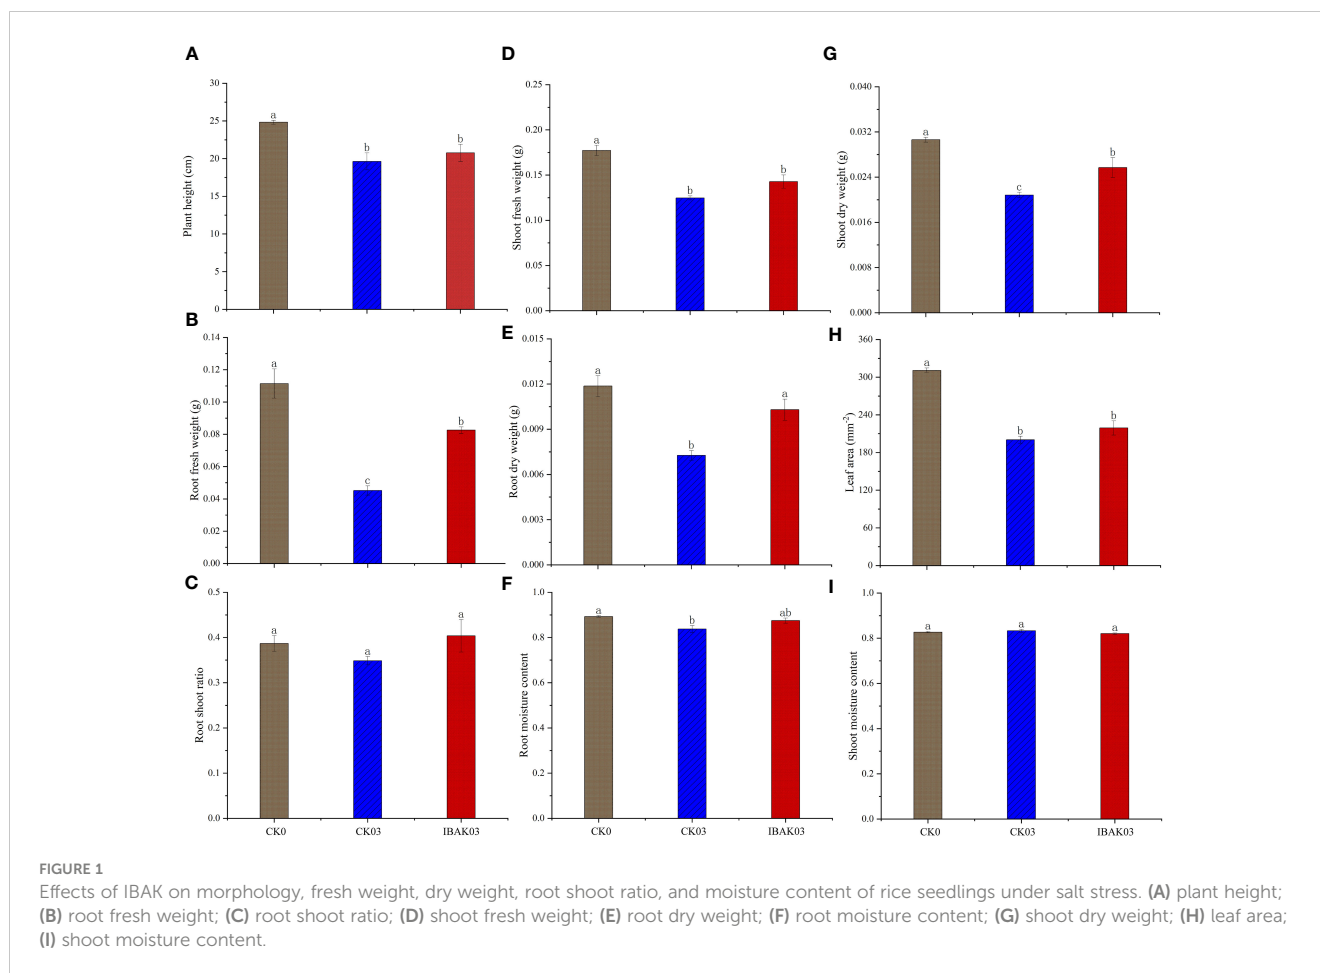 A
30
25
20
15
10
5
0
Plant height (cm)
a
b
b
D
0.25
0.20
0.15
0.10
0.05
0.00
Shoot fresh weight (g)
a
b
b
G
0.040
0.032
0.024
0.016
0.008
0.000
Shoot dry weight (g)
a
c
b
B
0.14
0.12
0.10
0.08
0.06
0.04
0.02
0.00
Root fresh weight (g)
a
c
b
E
0.015
0.012
0.009
0.006
0.003
0.000
Root dry weight (g)
a
b
a
H
360
300
240
180
120
60
0
Leaf area (mm⁻²)
a
b
b
C
0.5
0.4
0.3
0.2
0.1
0.0
Root shoot ratio
a
a
a
CK0
CK03
IBAK03
F
1.0
0.8
0.6
0.4
0.2
0.0
Root moisture content
a
b
ab
CK0
CK03
IBAK03
I
1.0
0.8
0.6
0.4
0.2
0.0
Shoot moisture content
a
a
a
CK0
CK03
IBAK03
FIGURE 1
Effects of IBAK on morphology, fresh weight, dry weight, root shoot ratio, and moisture content of rice seedlings under salt stress. (A) plant height;
(B) root fresh weight; (C) root shoot ratio; (D) shoot fresh weight; (E) root dry weight; (F) root moisture content; (G) shoot dry weight; (H) leaf area;
(I) shoot moisture content.